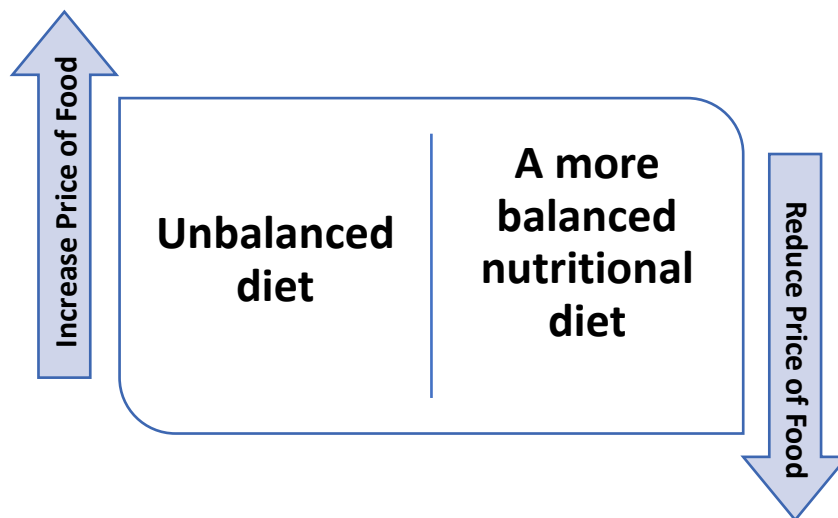 Increase Price of Food
Unbalanced
diet
A more
balanced
nutritional
diet
Reduce Price of Food